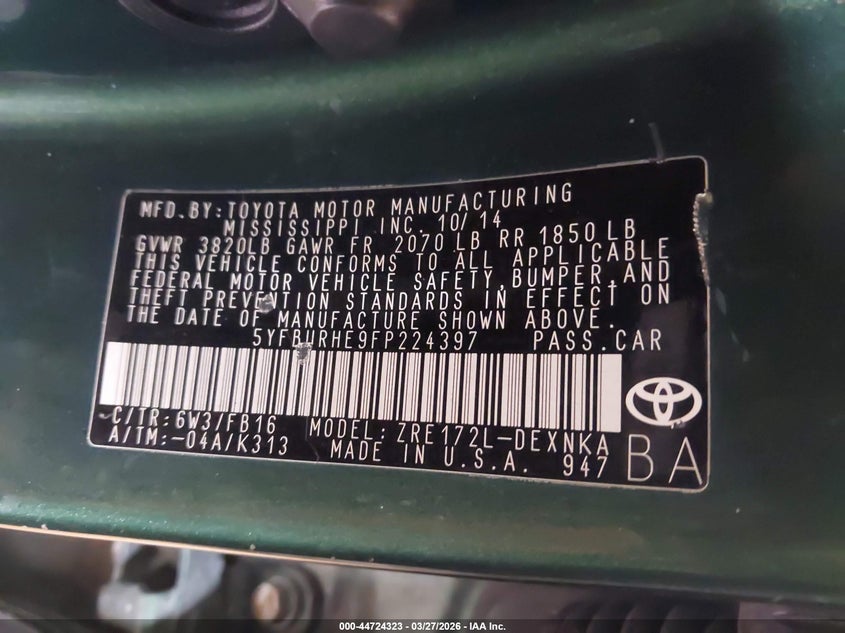 MFD.BY:TOYOTA MOTOR MANUFACTURING
MISSISSIPPI INC. 10/14
GVWR 3820LB GAWR FR 2070 LB RR 1850 LB
THIS VEHICLE CONFORMS TO ALL APPLICABLE
FEDERAL MOTOR VEHICLE SAFETY,BUMPER,AND
THEFT PREVENTION STANDARDS IN EFFECT ON
THE DATE OF MANUFACTURE SHOWN ABOVE.
5YFBURHE9FP224397 PASS.CAR
C/TR:6W3/FB16 MODEL:ZRE172L-DEXNKA
A/TM:-04A/K313 MADE IN U.S.A. 947
BA
000-44724323 - 03/27/2026 - IAA Inc.